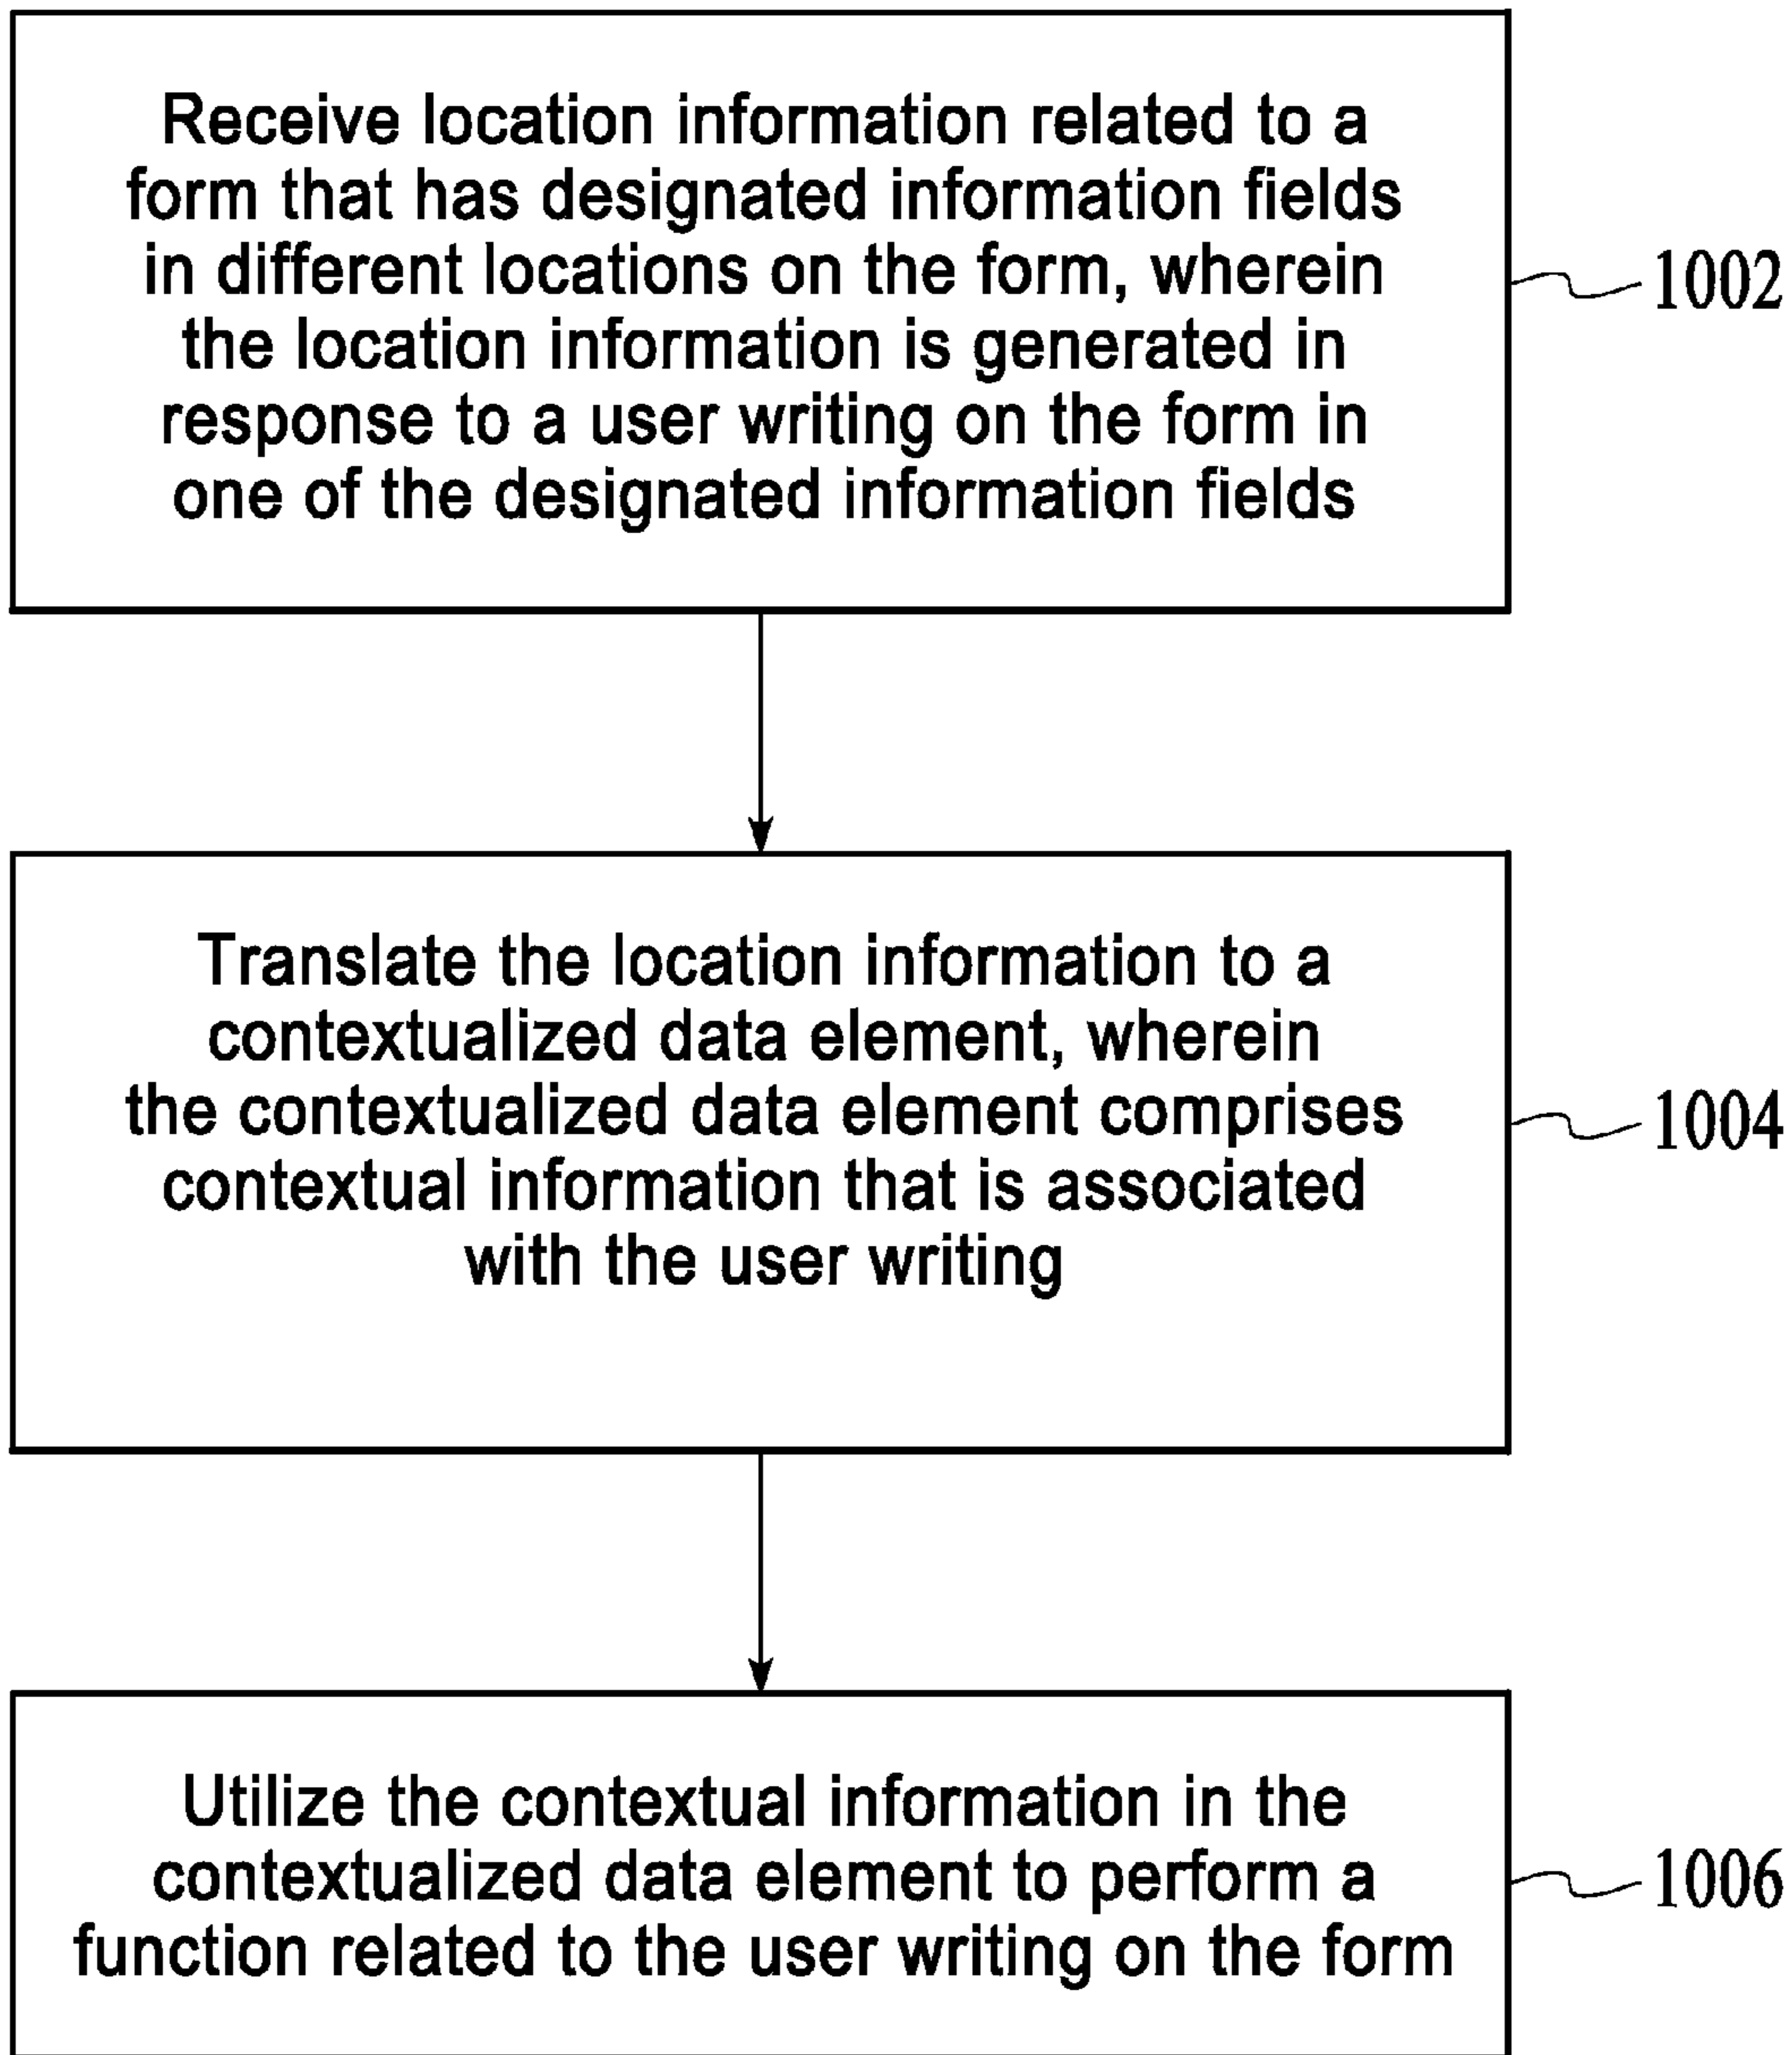 Receive location information related to a
form that has designated information fields
in different locations on the form, wherein
the location information is generated in
response to a user writing on the form in
one of the designated information fields
1002
Translate the location information to a
contextualized data element, wherein
the contextualized data element comprises
contextual information that is associated
with the user writing
1004
Utilize the contextual information in the
contextualized data element to perform a
function related to the user writing on the form
1006